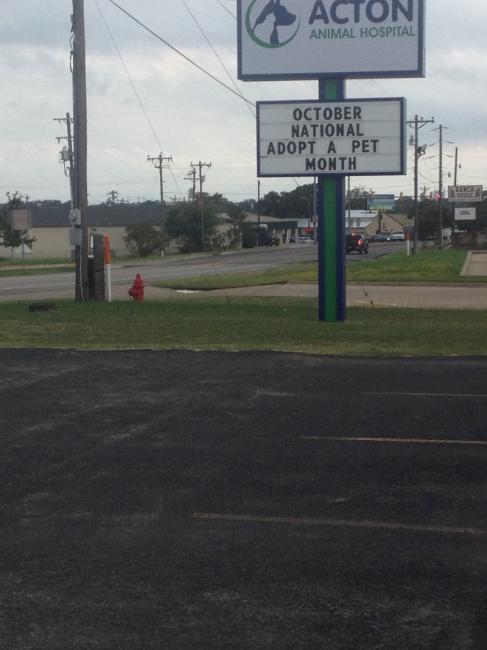 ACTON
ANIMAL HOSPITAL
OCTOBER
NATIONAL
ADOPT A PET
MONTH